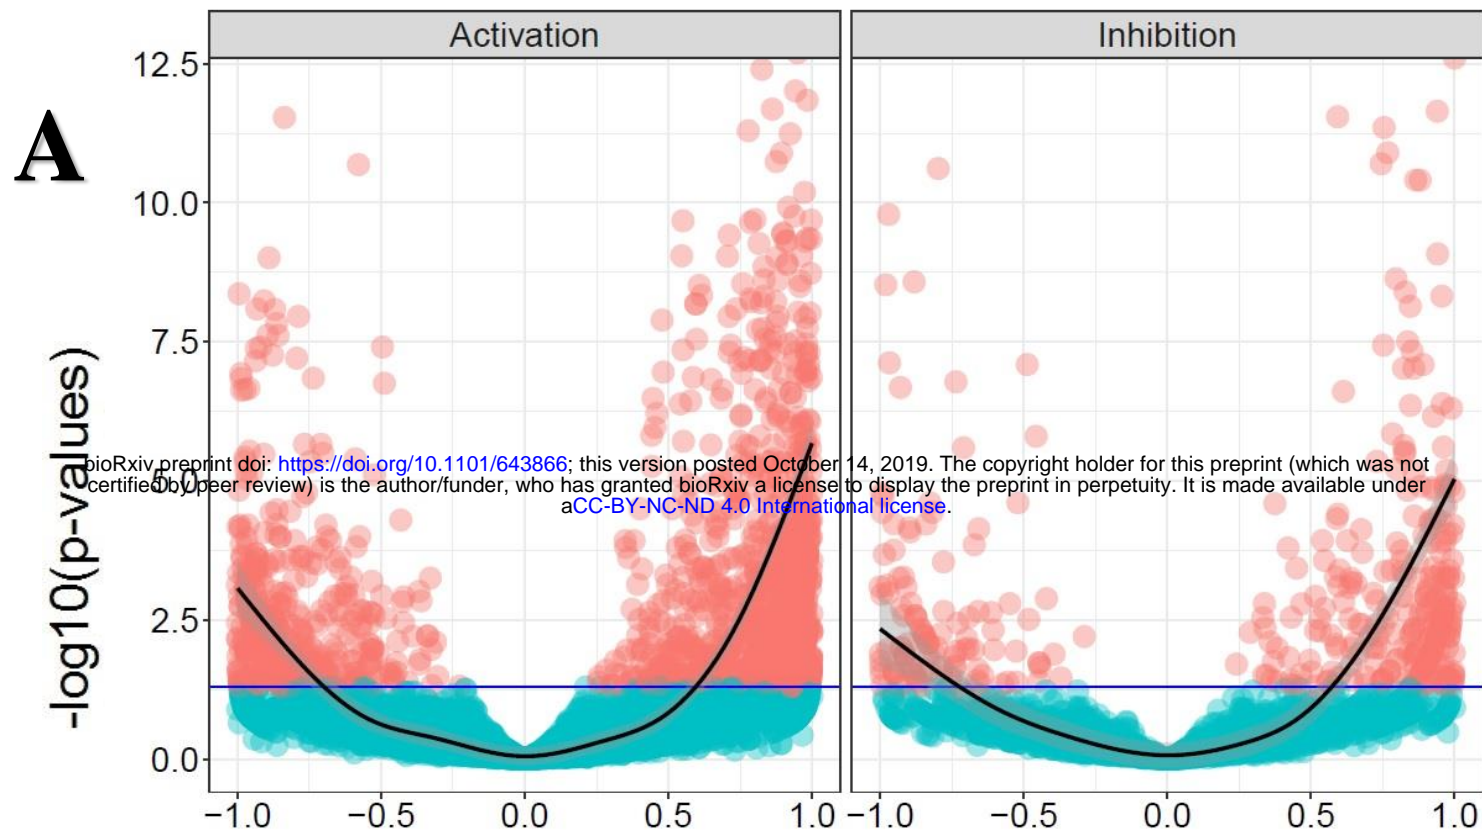 Activation
Inhibition
A
-log10(p-values)
12.5
10.0
7.5
5.0
2.5
0.0
bioRxiv preprint doi: https://doi.org/10.1101/643866; this version posted October 14, 2019. The copyright holder for this preprint (which was not
certified by peer review) is the author/funder, who has granted bioRxiv a license to display the preprint in perpetuity. It is made available under
aCC-BY-NC-ND 4.0 International license.
−1.0 −0.5 0.0 0.5 1.0 −1.0 −0.5 0.0 0.5 1.0